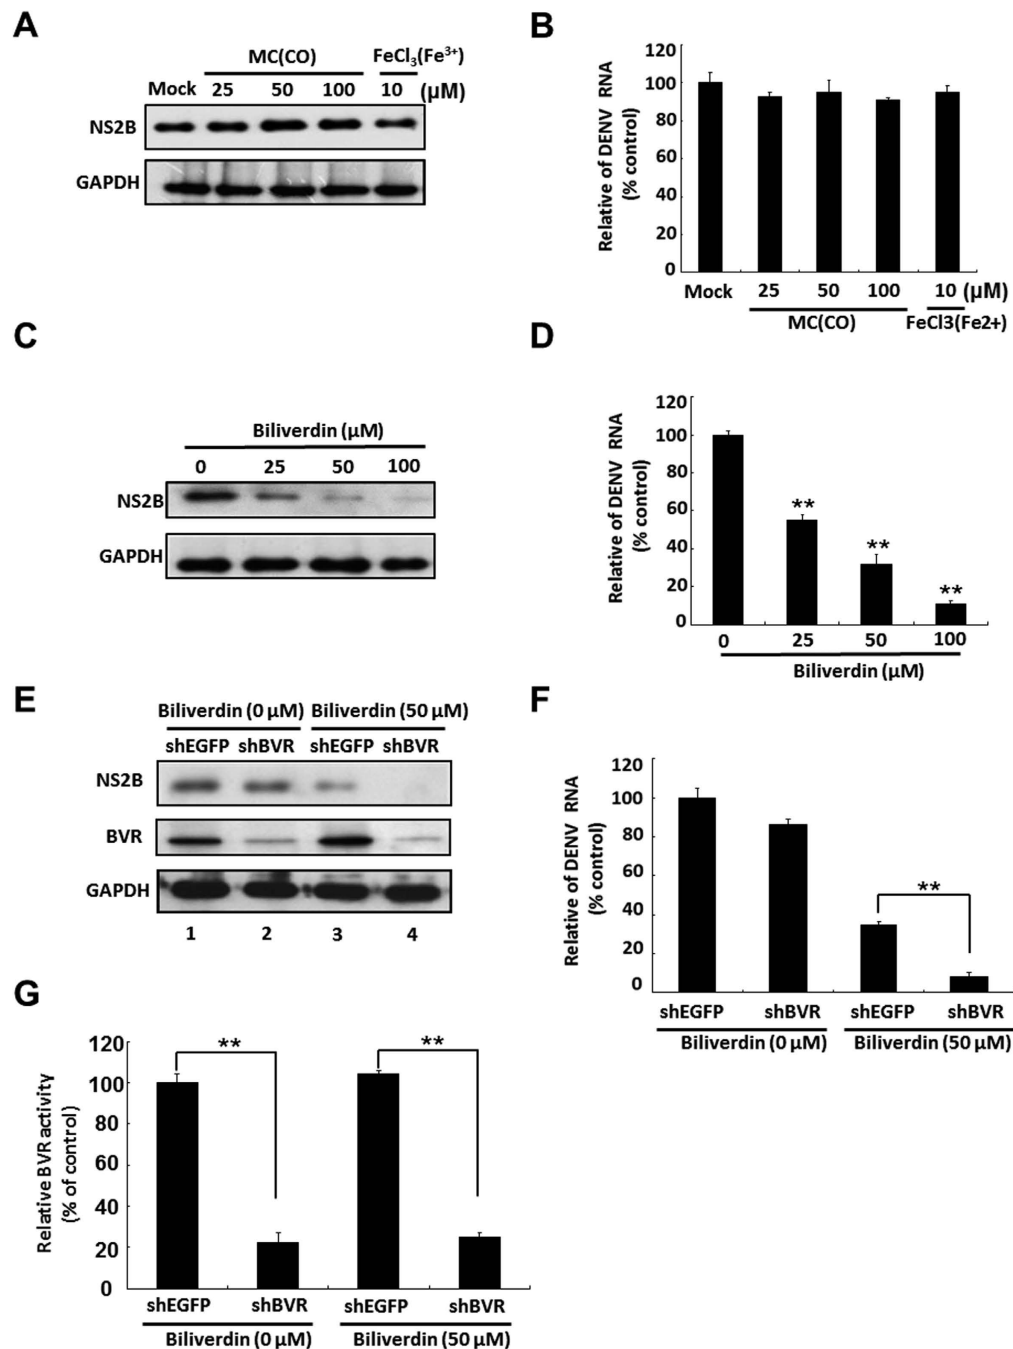 A
MC(CO)
FeCl3(Fe3+)
Mock 25 50 100 10 (μM)
NS2B
GAPDH
B
Relative of DENV RNA
(% control)
120
100
80
60
40
20
0
Mock 25 50 100 10 (μM)
MC(CO)
FeCl3(Fe2+)
C
Biliverdin (μM)
0 25 50 100
NS2B
GAPDH
D
Relative of DENV RNA
(% control)
120
100
80
60
40
20
0
**
**
**
0 25 50 100
Biliverdin (μM)
E
Biliverdin (0 μM) Biliverdin (50 μM)
shEGFP shBVR shEGFP shBVR
NS2B
BVR
GAPDH
1 2 3 4
F
Relative of DENV RNA
(% control)
120
100
80
60
40
20
0
**
shEGFP shBVR shEGFP shBVR
Biliverdin (0 μM) Biliverdin (50 μM)
G
Relative BVR activity
(% of control)
120
100
80
60
40
20
0
** **
shEGFP shBVR shEGFP shBVR
Biliverdin (0 μM) Biliverdin (50 μM)